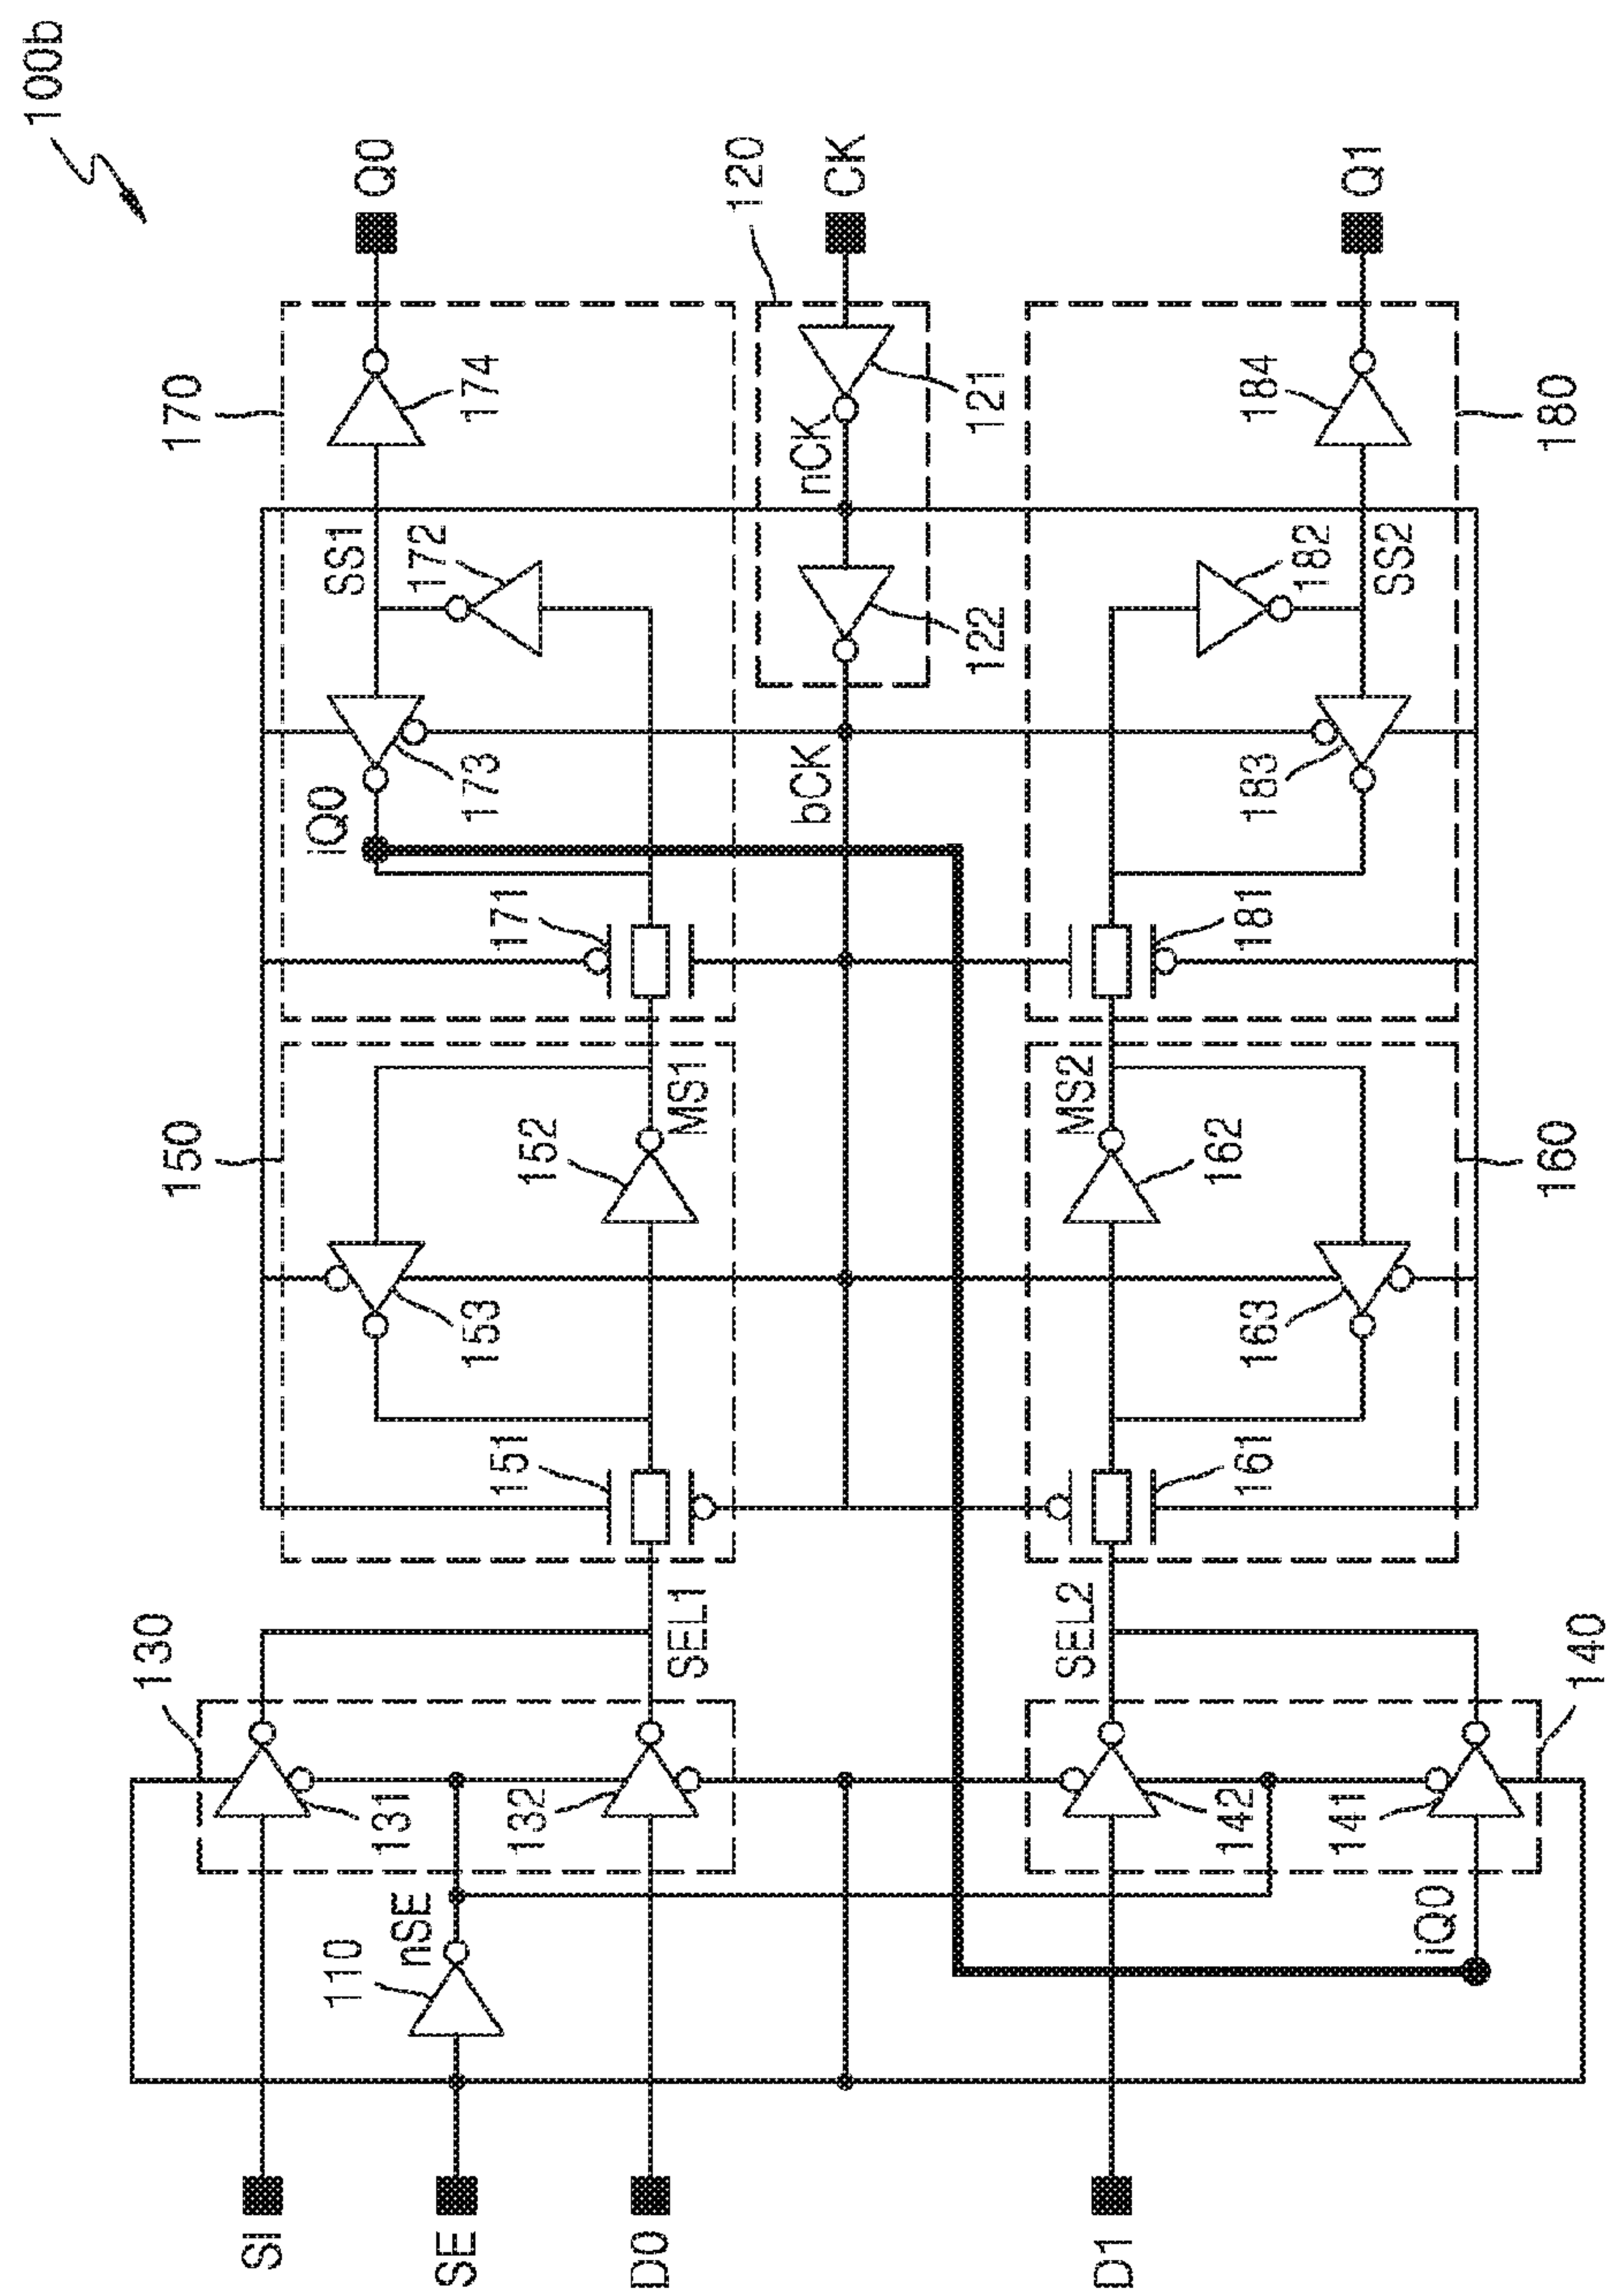 100b
170
Q0
174
SS1
172
173
iQ0
171
120
CK
121
nCK
122
bCK
Q1
184
180
182
SS2
183
181
150
153
152
MS1
151
160
MS2
162
163
161
130
SEL1
131
132
SEL2
140
142
141
iQ0
nSE
110
SI
SE
D0
D1